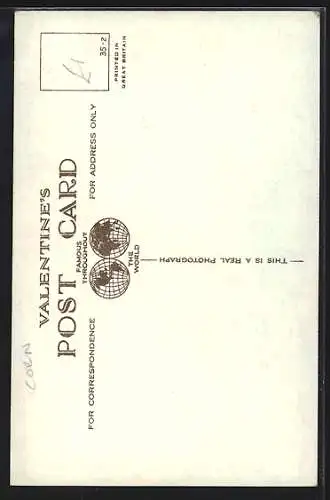 VALENTINE'S
POST CARD
FAMOUS
THROUGHOUT
THE
WORLD
FOR CORRESPONDENCE
FOR ADDRESS ONLY
THIS IS A REAL PHOTOGRAPH
35-2
PRINTED IN
GREAT BRITAIN
£1
CORN